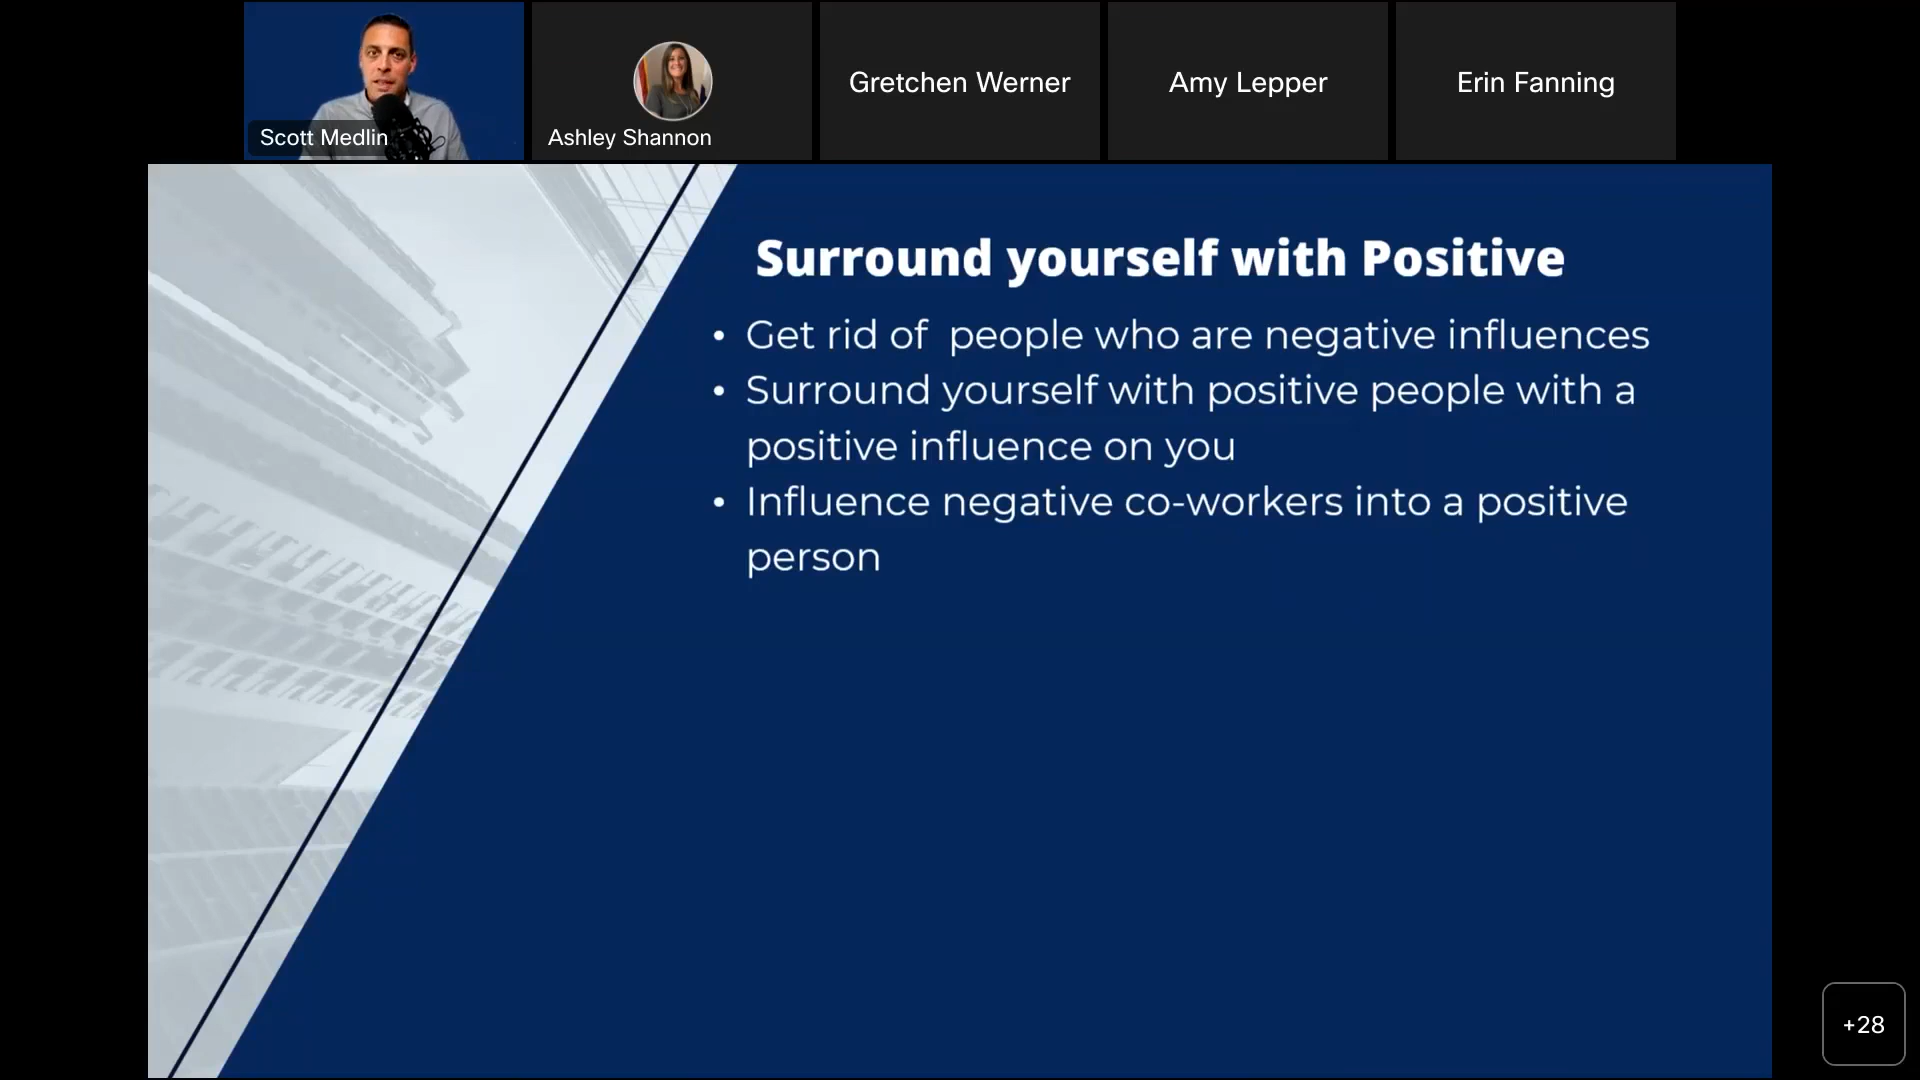 Scott Medlin
Ashley Shannon
Gretchen Werner
Amy Lepper
Erin Fanning
Surround yourself with Positive
• Get rid of  people who are negative influences
• Surround yourself with positive people with a
positive influence on you
• Influence negative co-workers into a positive
person
+28